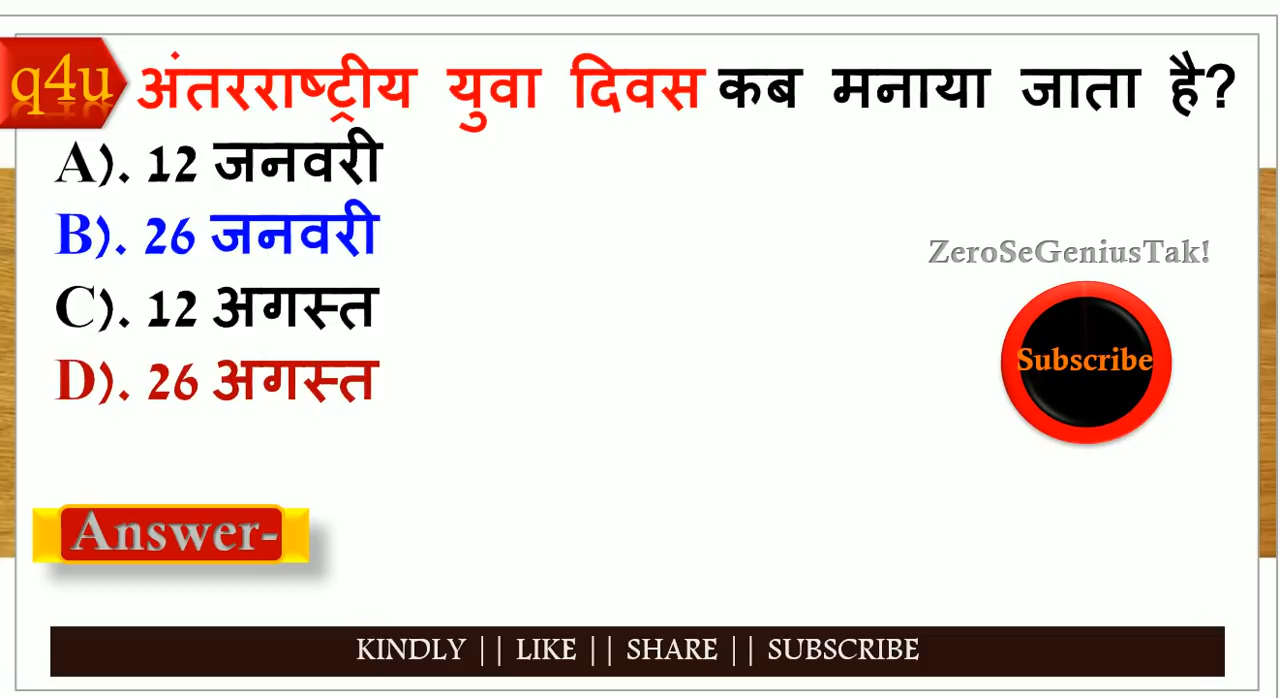 q4u अंतरराष्ट्रीय युवा दिवस कब मनाया जाता है?
A). 12 जनवरी
B). 26 जनवरी
C). 12 अगस्त
D). 26 अगस्त
ZeroSeGeniusTak!
Subscribe
Answer-
KINDLY || LIKE || SHARE || SUBSCRIBE